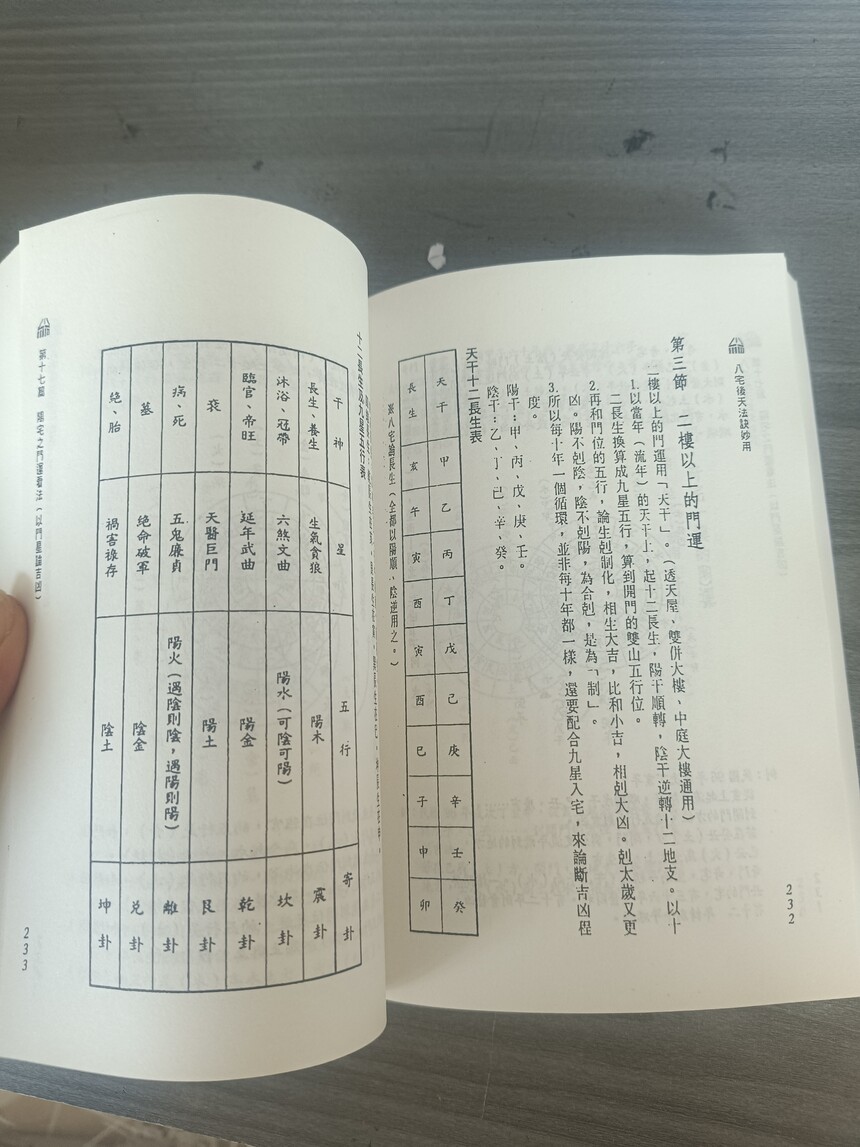 八宅後天法訣妙用
第三節　二樓以上的門運
二樓以上的門運用「天干」。（透天屋、雙併大樓、中庭大樓通用）
1.以當年（流年）的天干上，起十二長生，陽干順轉，陰干逆轉十二地支。以十
二長生換算成九星五行，算到開門的雙山五行位。
2.再和門位的五行，論生剋制化，相生大吉，比和小吉，相剋大凶。剋太歲又更
凶。陽不剋陰，陰不剋陽，為合剋，是為「制」。
3.所以每十年一個循環，並非每十年都一樣，還要配合九星入宅，來論斷吉凶程
度。
陽干：甲、丙、戊、庚、壬。
陰干：乙、丁、己、辛、癸。
天干十二長生表
天干　甲　乙　丙　丁　戊　己　庚　辛　壬　癸
長生　亥　午　寅　酉　寅　酉　巳　子　申　卯
232
派八宅論長生（全都以陽順、陰逆用之。）
十二長生及九星五行表
干神　星　五行　寄卦
長生、養生　生氣貪狼　陽木　震卦
沐浴、冠帶　六煞文曲　陽水（可陰可陽）　坎卦
臨官、帝旺　延年武曲　陽金　乾卦
衰　天醫巨門　陽土　艮卦
病、死　五鬼廉貞　陽火（遇陰則陰，遇陽則陽）　離卦
墓　絕命破軍　陰金　兌卦
絕、胎　禍害祿存　陰土　坤卦
第十七篇　陽宅之門運看法（以門星論吉凶）
233